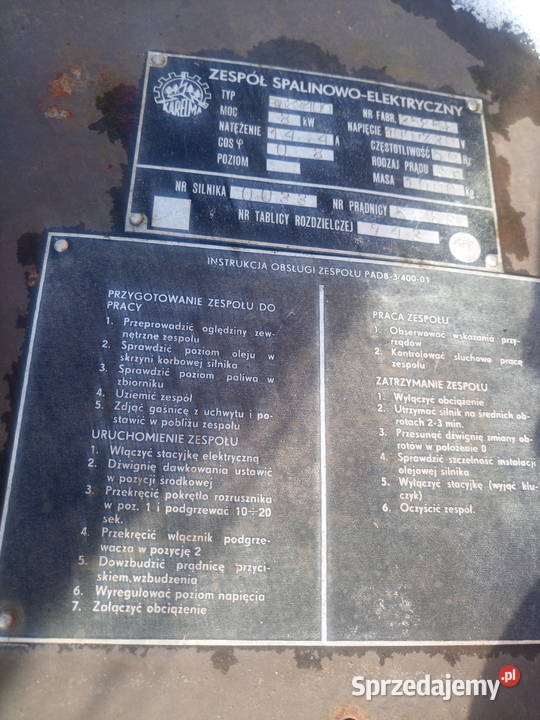 KAREŁMA
ZESPÓŁ SPALINOWO-ELEKTRYCZNY
TYP
NR FABR.
MOC 8 kW
NAPIĘCIE V
NATĘŻENIE 14,4 A
CZĘSTOTLIWOŚĆ Hz
COS φ 0,8
RODZAJ PRĄDU
POZIOM
MASA kg
NR SILNIKA 0033
NR PRĄDNICY
NR TABLICY ROZDZIELCZEJ
INSTRUKCJA OBSŁUGI ZESPOŁU PAD8-3/400-01
PRZYGOTOWANIE ZESPOŁU DO
PRACY
1. Przeprowadzić oględziny zew-
nętrzne zespołu
2. Sprawdzić poziom oleju w
skrzyni korbowej silnika
3. Sprawdzić poziom paliwa w
zbiorniku
4. Uziemić zespół
5. Zdjąć gaśnicę z uchwytu i po-
stawić w pobliżu zespołu
URUCHOMIENIE ZESPOŁU
1. Włączyć stacyjkę elektryczną
2. Dźwignię dawkowania ustawić
w pozycji środkowej
3. Przekręcić pokrętło rozrusznika
w poz. 1 i podgrzewać 10÷20
sek.
4. Przekręcić włącznik podgrze-
wacza w pozycję 2
5. Dowzbudzić prądnicę przyci-
skiem wzbudzenia
6. Wyregulować poziom napięcia
7. Załączyć obciążenie
PRACA ZESPOŁU
1. Obserwować wskazania przy-
rządów
2. Kontrolować słuchowo pracę
zespołu
ZATRZYMANIE ZESPOŁU
1. Wyłączyć obciążenie
2. Utrzymać silnik na średnich ob-
rotach 2-3 min.
3. Przesunąć dźwignię zmiany ob-
rotów w położenie 0
4. Sprawdzić szczelność instalacji
olejowej silnika
5. Wyłączyć stacyjkę (wyjąć klu-
czyk)
6. Oczyścić zespół.
Sprzedajemy.pl